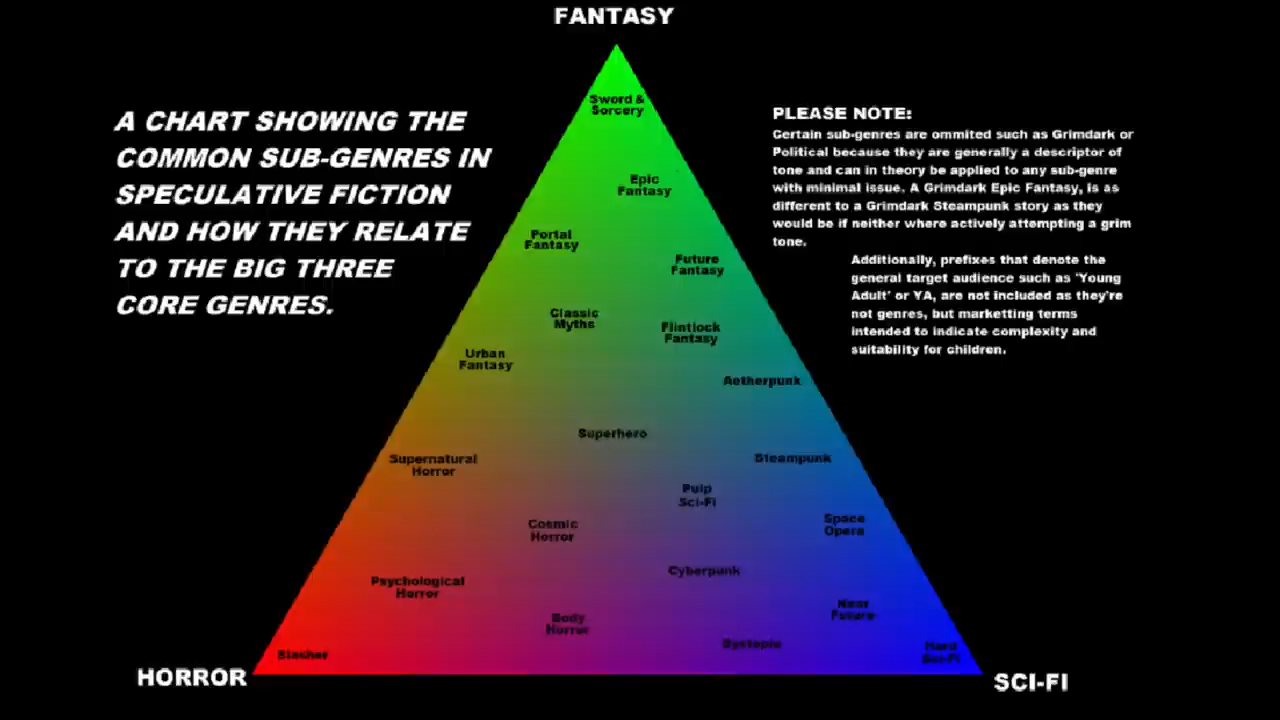 FANTASY
A CHART SHOWING THE
COMMON SUB-GENRES IN
SPECULATIVE FICTION
AND HOW THEY RELATE
TO THE BIG THREE
CORE GENRES.
PLEASE NOTE:
Certain sub-genres are ommited such as Grimdark or
Political because they are generally a descriptor of
tone and can in theory be applied to any sub-genre
with minimal issue. A Grimdark Epic Fantasy, is as
different to a Grimdark Steampunk story as they
would be if neither where actively attempting a grim
tone.
Additionally, prefixes that denote the
general target audience such as 'Young
Adult' or YA, are not included as they're
not genres, but marketting terms
intended to indicate complexity and
suitability for children.
Sword &
Sorcery
Epic
Fantasy
Portal
Fantasy
Future
Fantasy
Classic
Myths
Flintlock
Fantasy
Urban
Fantasy
Aetherpunk
Superhero
Supernatural
Horror
Steampunk
Pulp
Sci-Fi
Cosmic
Horror
Space
Opera
Cyberpunk
Psychological
Horror
Near
Future
Body
Horror
Dystopia
Slasher
Hard
Sci-Fi
HORROR
SCI-FI